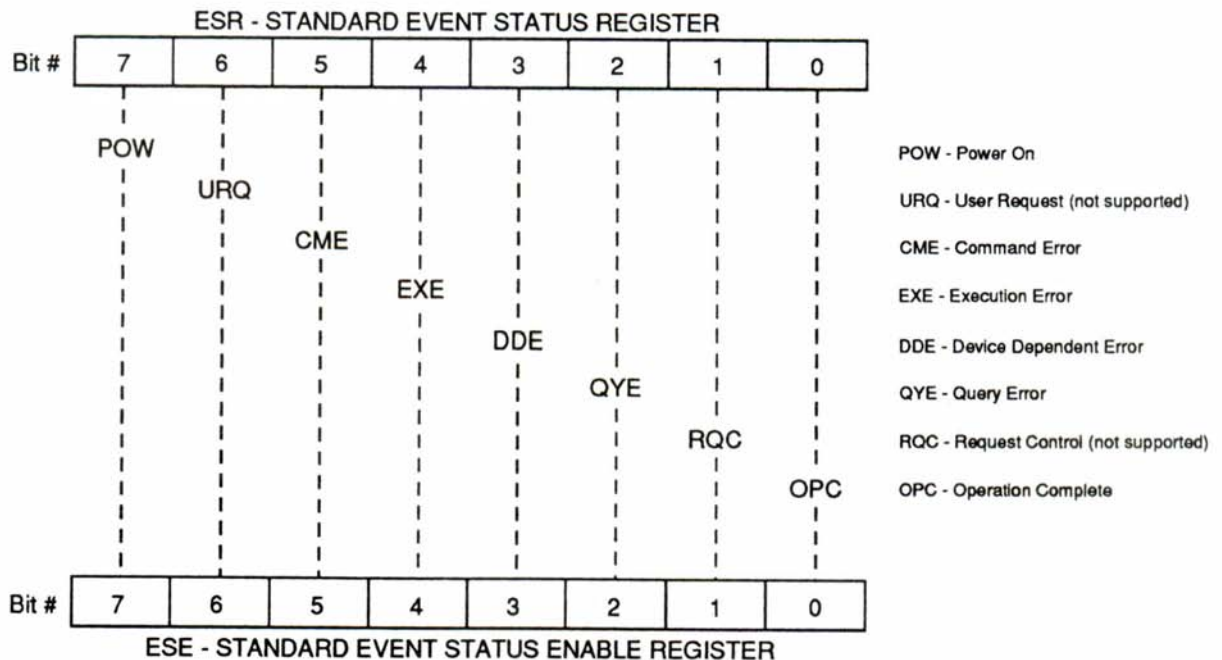 ESR - STANDARD EVENT STATUS REGISTER
Bit # 7 6 5 4 3 2 1 0
POW
POW - Power On
URQ
URQ - User Request (not supported)
CME
CME - Command Error
EXE
EXE - Execution Error
DDE
DDE - Device Dependent Error
QYE
QYE - Query Error
RQC
RQC - Request Control (not supported)
OPC
OPC - Operation Complete
Bit # 7 6 5 4 3 2 1 0
ESE - STANDARD EVENT STATUS ENABLE REGISTER